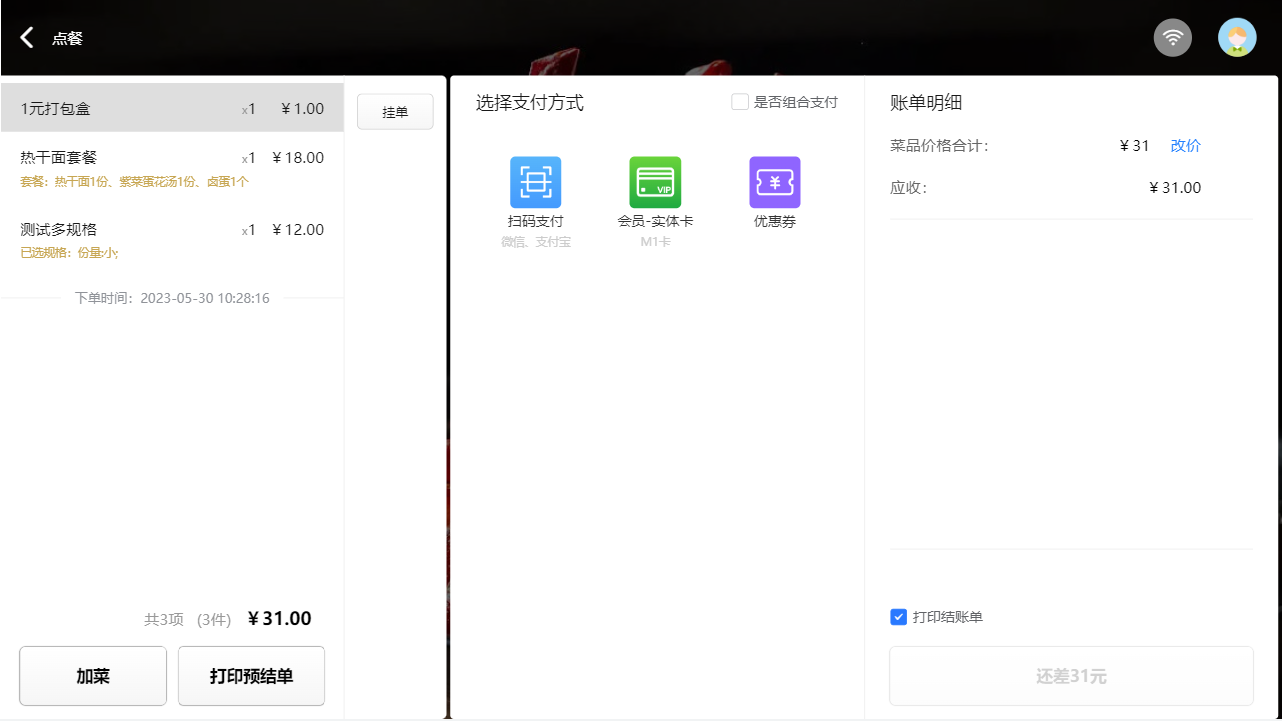 点餐
1元打包盒 x1 ¥1.00
热干面套餐 x1 ¥18.00
套餐：热干面1份、紫菜蛋花汤1份、卤蛋1个
测试多规格 x1 ¥12.00
已选规格：份量:小;
下单时间：2023-05-30 10:28:16
共3项 (3件) ¥31.00
加菜
打印预结单
挂单
选择支付方式
是否组合支付
扫码支付
微信、支付宝
VIP
会员-实体卡
M1卡
¥
优惠券
账单明细
菜品价格合计： ¥31 改价
应收： ¥31.00
打印结账单
还差31元